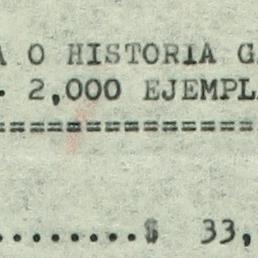 A O HISTORIA G
. 2,000 EJEMPL
==================
........$ 33,